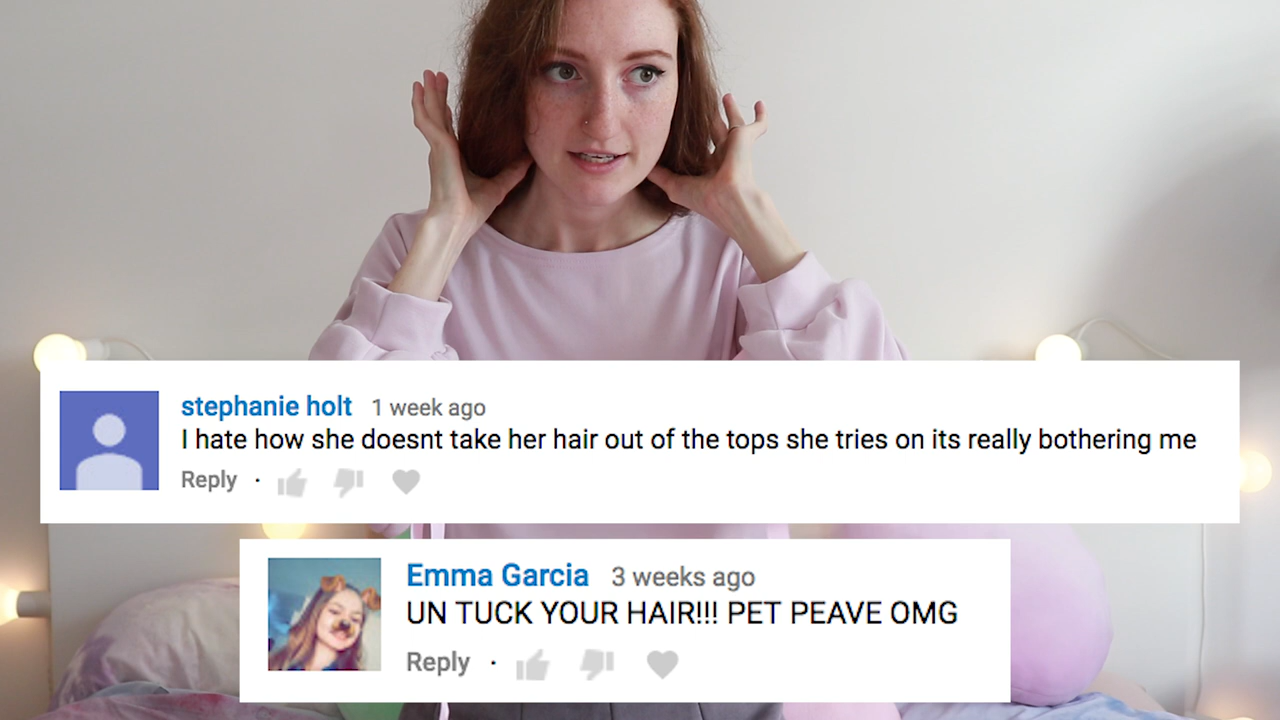 stephanie holt 1 week ago
I hate how she doesnt take her hair out of the tops she tries on its really bothering me
Reply ·
Emma Garcia 3 weeks ago
UN TUCK YOUR HAIR!!! PET PEAVE OMG
Reply ·